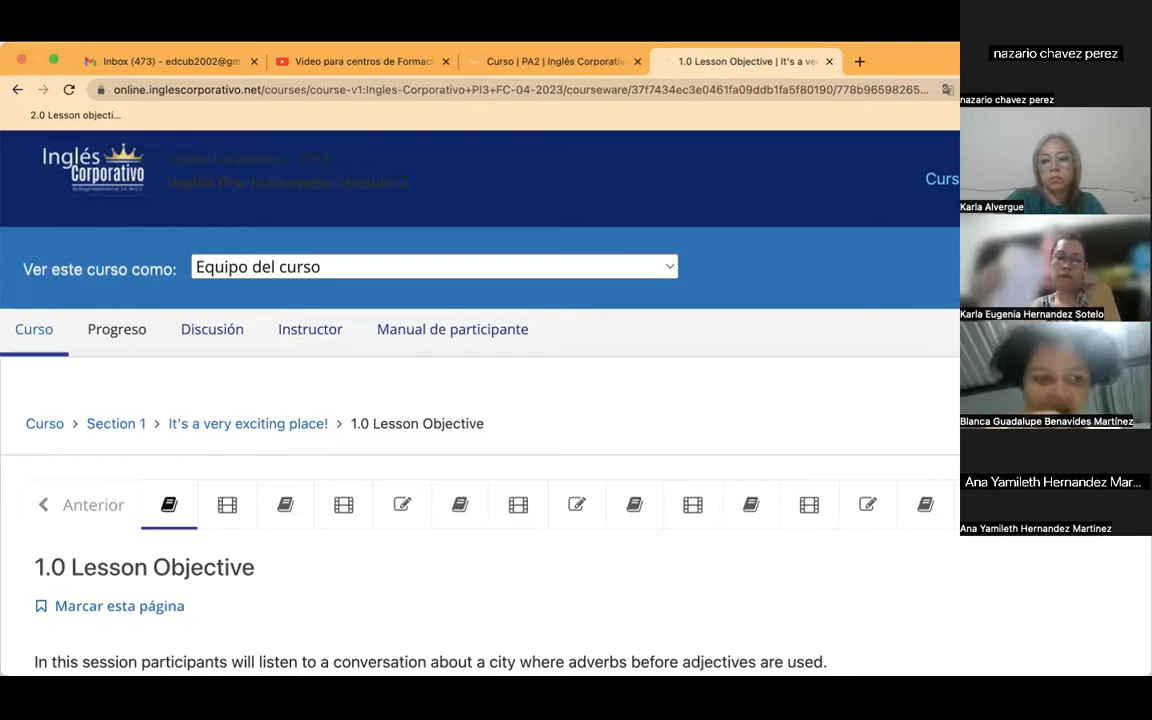 Inbox (473) - edcub2002@gm
Video para centros de Formaci
Curso | PA2 | Inglés Corporativ
1.0 Lesson Objective | It's a ve
online.inglescorporativo.net/courses/course-v1:Ingles-Corporativo+PI3+FC-04-2023/courseware/37f7434ec3e0461fa09ddb1fa5f80190/778b96598265...
2.0 Lesson objecti...
Inglés
Corporativo
Curs
Ver este curso como:
Equipo del curso
Curso
Progreso
Discusión
Instructor
Manual de participante
Curso > Section 1 > It's a very exciting place! > 1.0 Lesson Objective
Anterior
1.0 Lesson Objective
Marcar esta página
In this session participants will listen to a conversation about a city where adverbs before adjectives are used.
nazario chavez perez
nazario chavez perez
Karla Alvergue
Karla Eugenia Hernandez Sotelo
Blanca Guadalupe Benavides Martínez
Ana Yamileth Hernandez Mar...
Ana Yamileth Hernandez Martinez